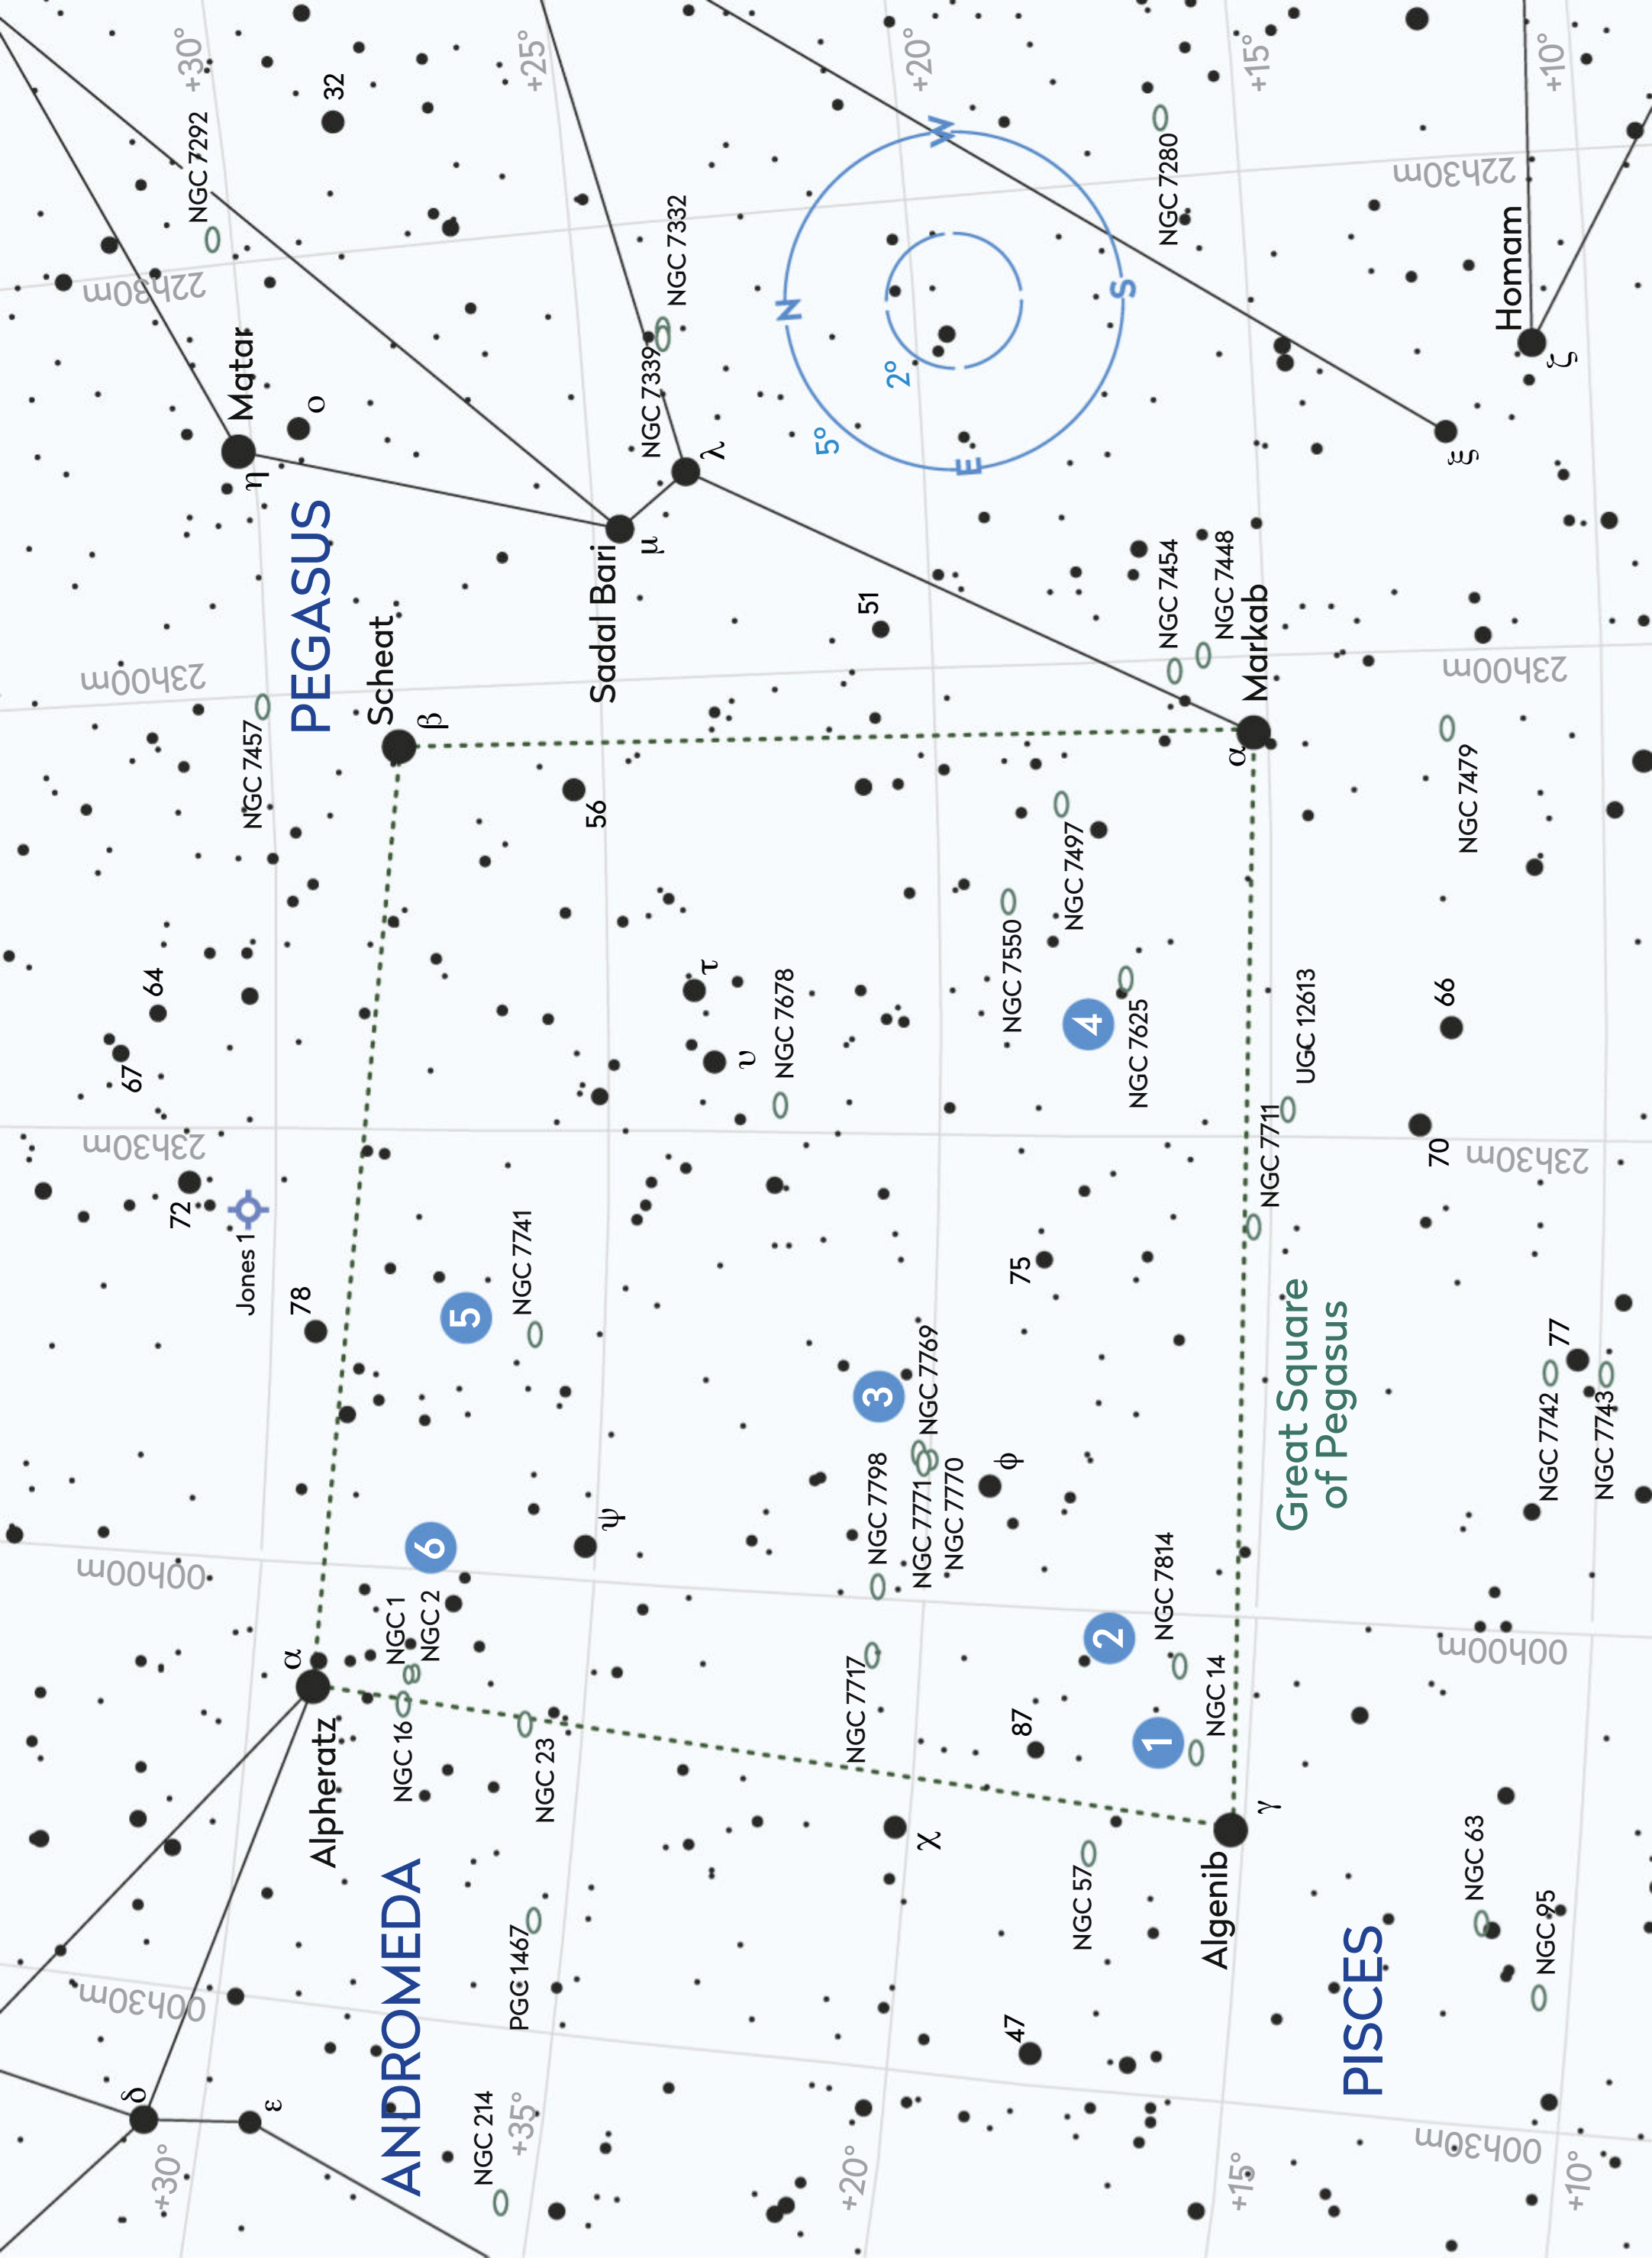 +30°
+25°
+20°
+15°
+10°
32
NGC 7292
22h30m
NGC 7332
NGC 7339
NGC 7280
22h30m
N
W
S
E
2°
5°
Homam
ζ
ξ
Matar
η
ο
λ
Sadal Bari
μ
PEGASUS
Scheat
β
23h00m
NGC 7457
51
NGC 7454
NGC 7448
Markab
α
23h00m
NGC 7479
56
NGC 7497
NGC 7550
64
67
τ
υ
NGC 7678
4
NGC 7625
UGC 12613
66
70
23h30m
23h30m
72
Jones 1
78
5
NGC 7741
75
NGC 7711
Great Square
of Pegasus
3
NGC 7769
NGC 7798
NGC 7771
NGC 7770
φ
77
NGC 7742
NGC 7743
00h00m
6
ψ
NGC 1
NGC 2
α
Alpheratz
NGC 16
NGC 23
NGC 7717
2
NGC 7814
87
1
NGC 14
00h00m
χ
γ
Algenib
NGC 57
NGC 63
NGC 95
ANDROMEDA
PGC 1467
00h30m
δ
ε
NGC 214
47
PISCES
00h30m
+30°
+35°
+20°
+15°
+10°